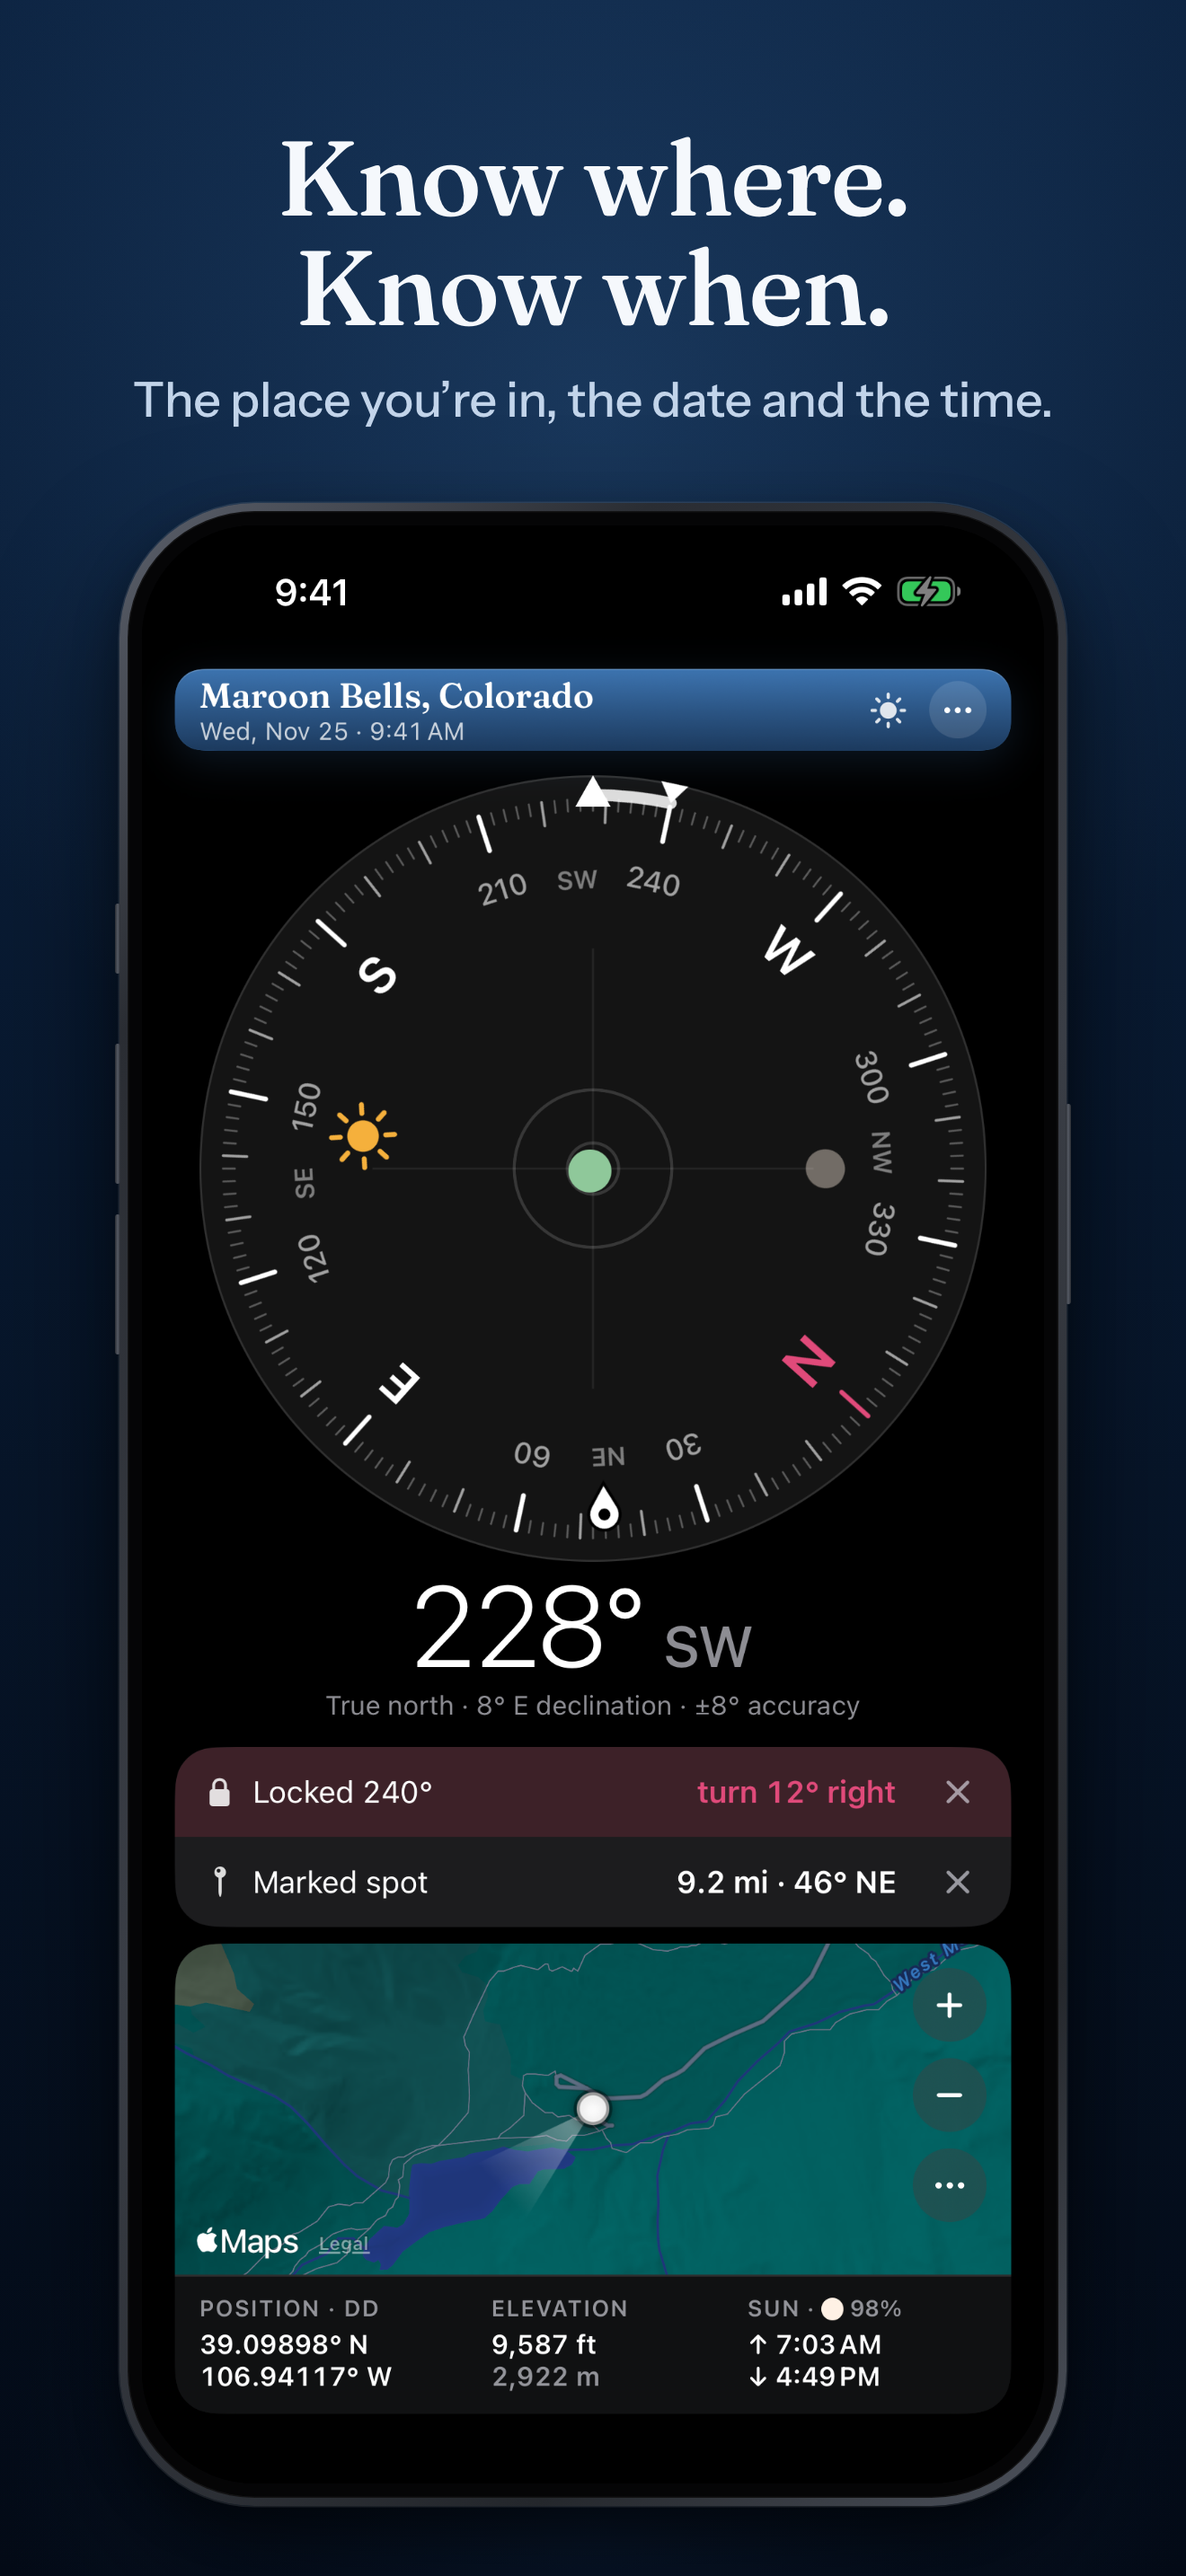 Know where.
Know when.
The place you’re in, the date and the time.
9:41
Maroon Bells, Colorado
Wed, Nov 25 · 9:41 AM
210 SW 240
S W
150 300
SE NW
120 330
E N
60 NE 30
228° SW
True north · 8° E declination · ±8° accuracy
Locked 240° turn 12° right
Marked spot 9.2 mi · 46° NE
West M
Maps Legal
POSITION · DD ELEVATION SUN · 98%
39.09898° N 9,587 ft ↑ 7:03 AM
106.94117° W 2,922 m ↓ 4:49 PM